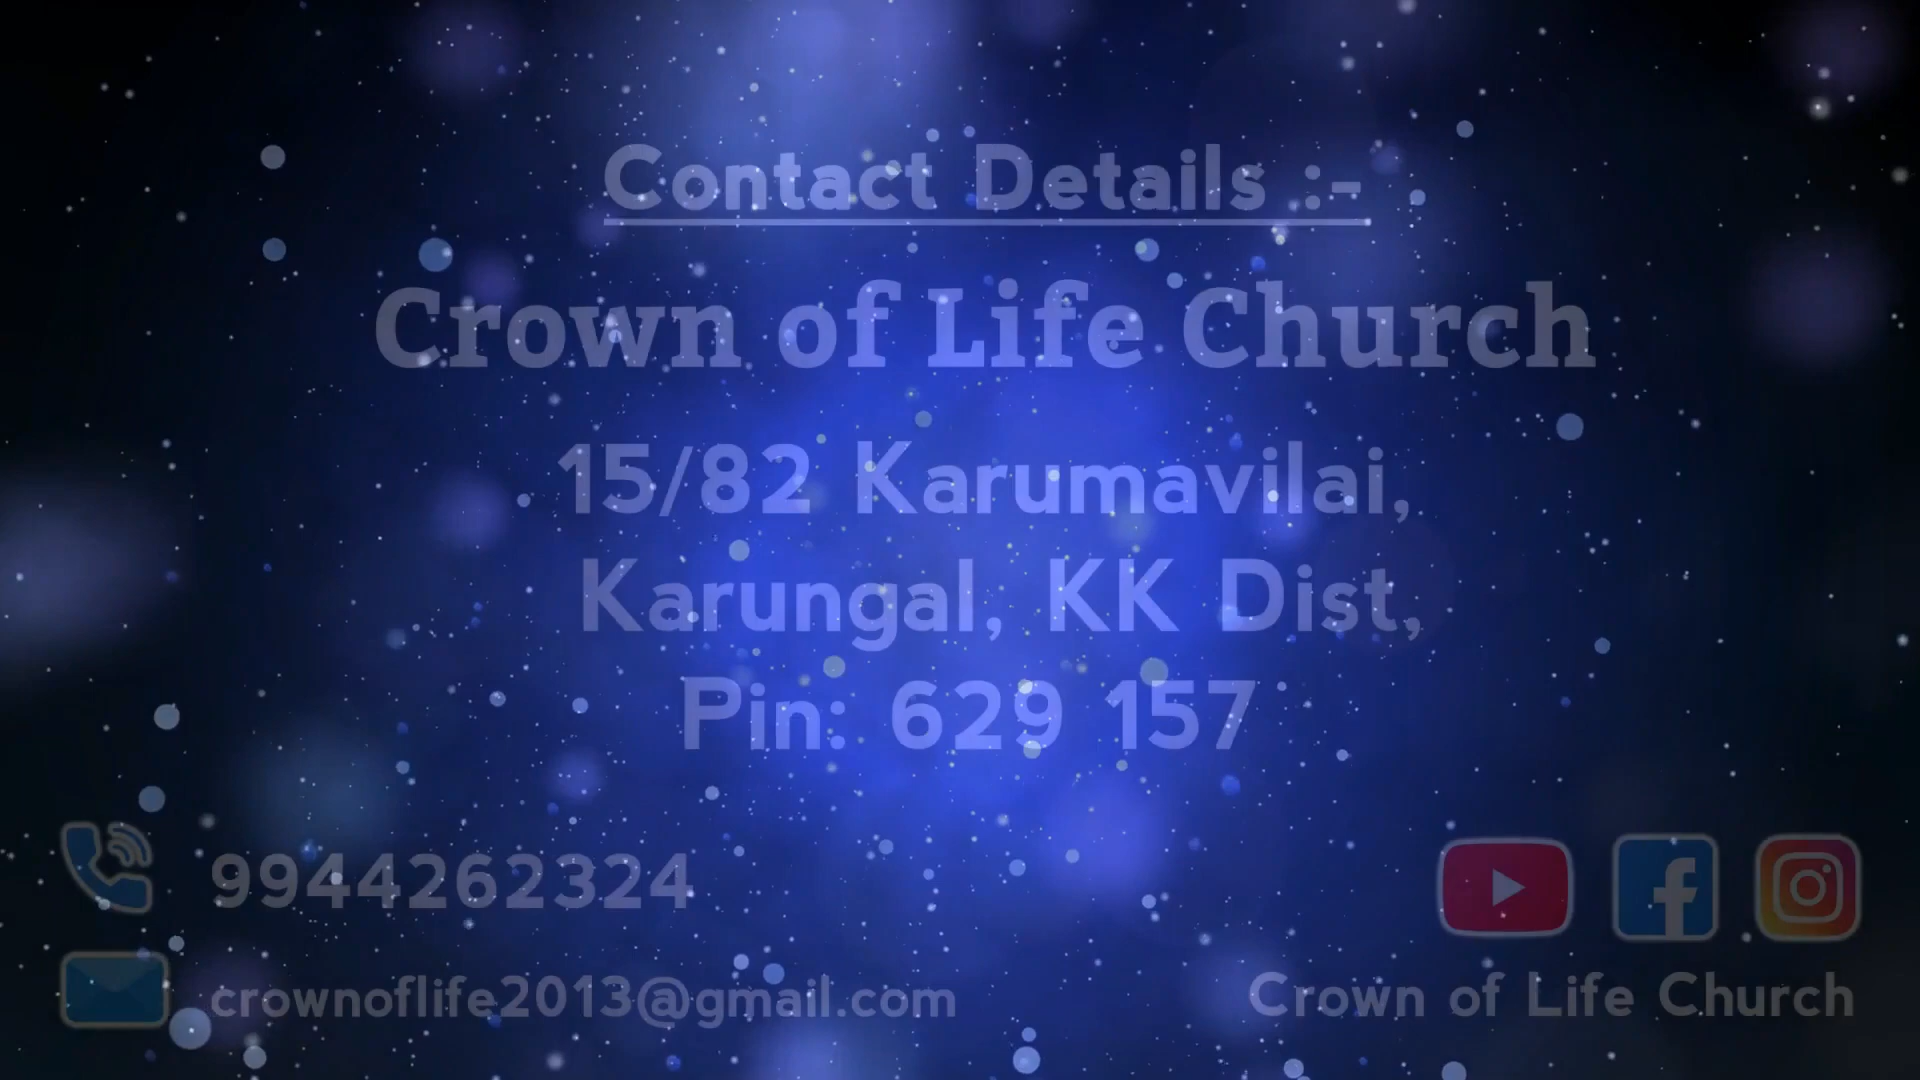 Contact Details :-
Crown of Life Church
15/82 Karumavilai,
Karungal, KK Dist,
Pin: 629 157
9944262324
crownoflife2013@gmail.com
Crown of Life Church